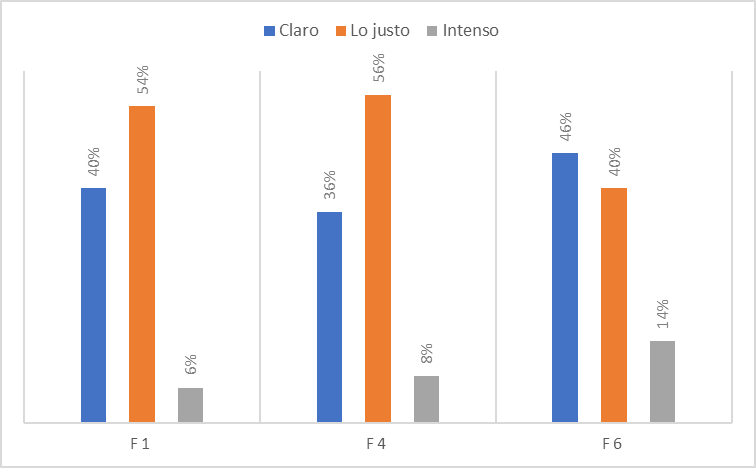 Claro Lo justo Intenso
40% 54% 6% 36% 56% 8% 46% 40% 14%
F 1 F 4 F 6